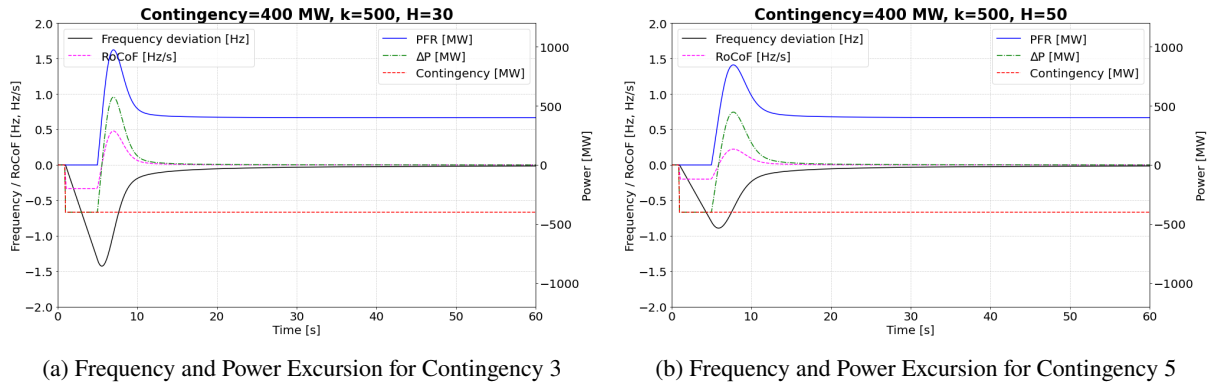 Contingency=400 MW, k=500, H=30
Frequency deviation [Hz]
RoCoF [Hz/s]
PFR [MW]
ΔP [MW]
Contingency [MW]
Frequency / RoCoF [Hz, Hz/s]
2.0
1.5
1.0
0.5
0.0
−0.5
−1.0
−1.5
−2.0
1000
500
0
−500
−1000
Power [MW]
0 10 20 30 40 50 60
Time [s]
(a) Frequency and Power Excursion for Contingency 3
Contingency=400 MW, k=500, H=50
Frequency deviation [Hz]
RoCoF [Hz/s]
PFR [MW]
ΔP [MW]
Contingency [MW]
Frequency / RoCoF [Hz, Hz/s]
2.0
1.5
1.0
0.5
0.0
−0.5
−1.0
−1.5
−2.0
1000
500
0
−500
−1000
Power [MW]
0 10 20 30 40 50 60
Time [s]
(b) Frequency and Power Excursion for Contingency 5